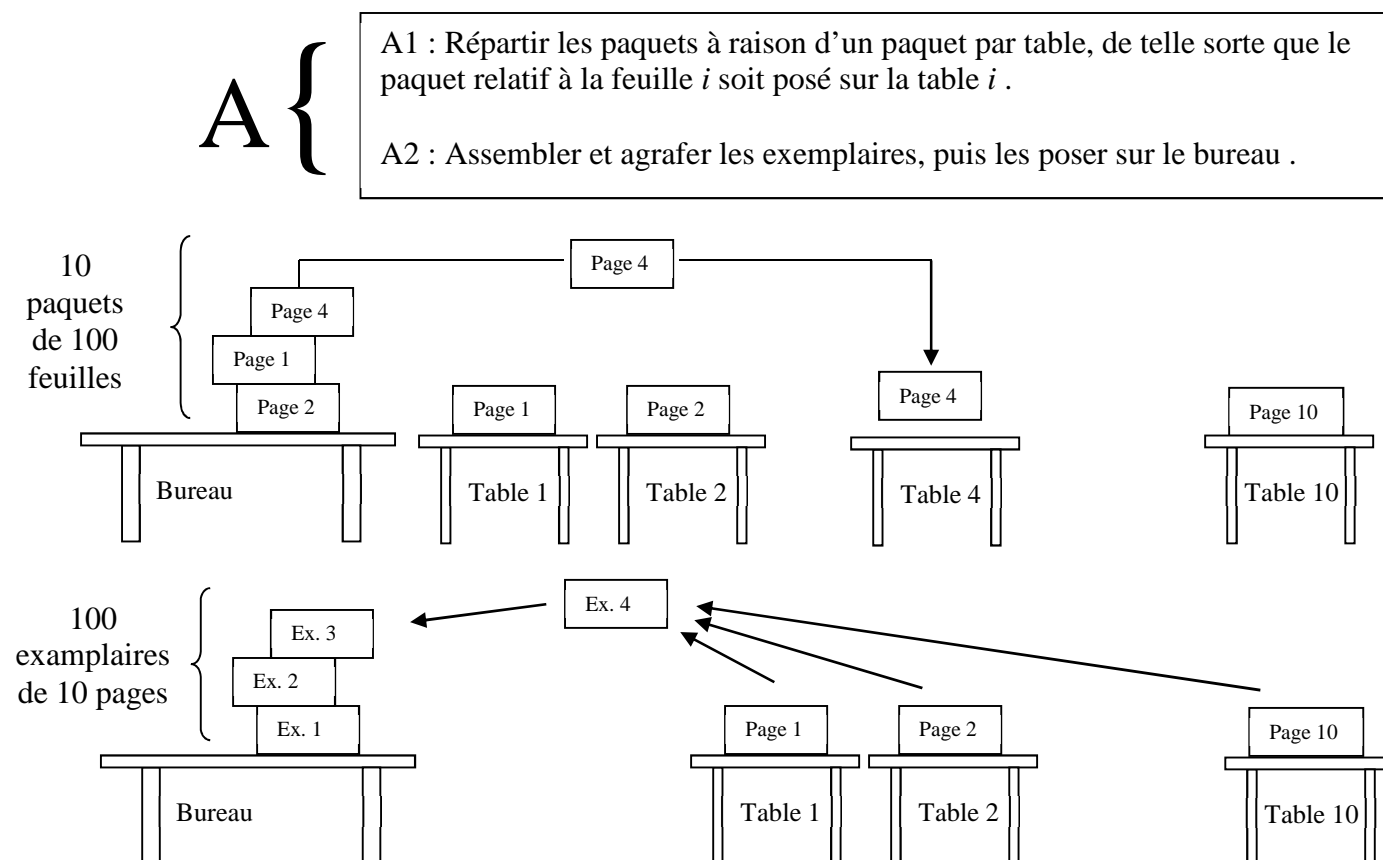 A
A1 : Répartir les paquets à raison d’un paquet par table, de telle sorte que le
paquet relatif à la feuille i soit posé sur la table i .
A2 : Assembler et agrafer les exemplaires, puis les poser sur le bureau .
10
paquets
de 100
feuilles
Page 4
Page 4
Page 1
Page 2
Page 1
Page 2
Page 4
Page 10
Bureau
Table 1
Table 2
Table 4
Table 10
100
examplaires
de 10 pages
Ex. 4
Ex. 3
Ex. 2
Ex. 1
Page 1
Page 2
Page 10
Bureau
Table 1
Table 2
Table 10